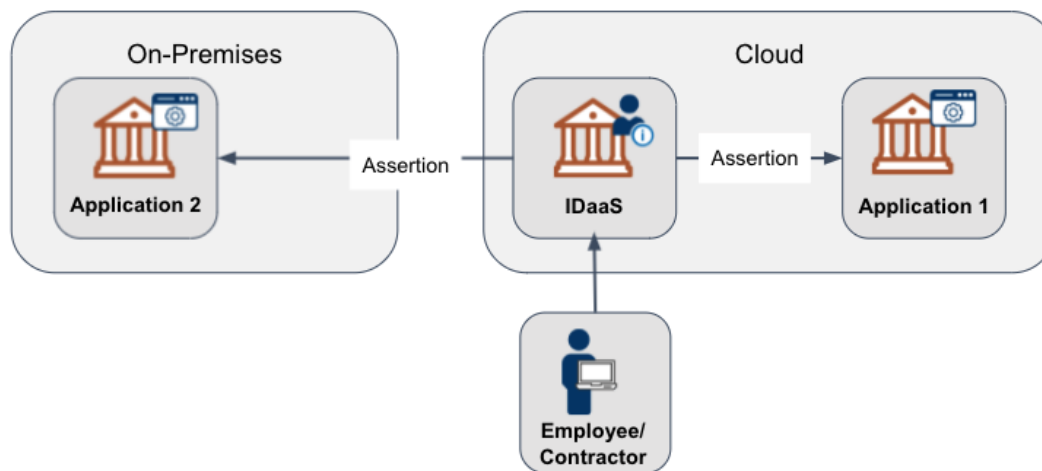 On-Premises
Cloud
Application 2
Assertion
IDaaS
Assertion
Application 1
Employee/
Contractor